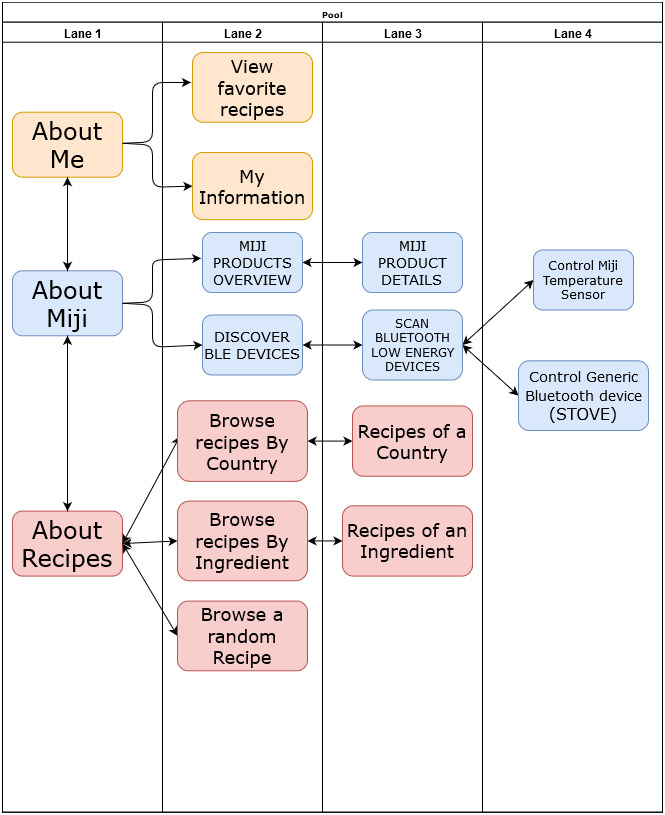 Pool
Lane 1
Lane 2
Lane 3
Lane 4
About
Me
View
favorite
recipes
My
Information
About
Miji
MIJI
PRODUCTS
OVERVIEW
MIJI
PRODUCT
DETAILS
DISCOVER
BLE DEVICES
SCAN
BLUETOOTH
LOW ENERGY
DEVICES
Control Miji
Temperature
Sensor
Control Generic
Bluetooth device
(STOVE)
About
Recipes
Browse
recipes By
Country
Recipes of a
Country
Browse
recipes By
Ingredient
Recipes of an
Ingredient
Browse a
random
Recipe